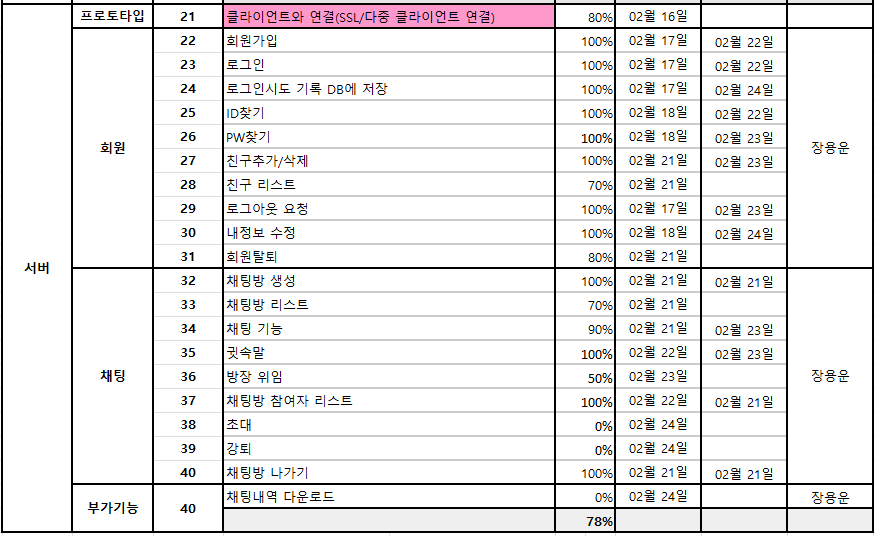 프로토타입 21 클라이언트와 연결(SSL/다중 클라이언트 연결) 80% 02월 16일
22 회원가입 100% 02월 17일 02월 22일
23 로그인 100% 02월 17일 02월 22일
24 로그인시도 기록 DB에 저장 100% 02월 17일 02월 24일
25 ID찾기 100% 02월 18일 02월 22일
26 PW찾기 100% 02월 18일 02월 23일
회원 장용운
27 친구추가/삭제 100% 02월 21일 02월 23일
28 친구 리스트 70% 02월 21일
29 로그아웃 요청 100% 02월 17일 02월 23일
30 내정보 수정 100% 02월 18일 02월 24일
31 회원탈퇴 80% 02월 21일
서버
32 채팅방 생성 100% 02월 21일 02월 21일
33 채팅방 리스트 70% 02월 21일
34 채팅 기능 90% 02월 21일 02월 23일
35 귓속말 100% 02월 22일 02월 23일
채팅 36 방장 위임 50% 02월 23일 장용운
37 채팅방 참여자 리스트 100% 02월 22일 02월 21일
38 초대 0% 02월 24일
39 강퇴 0% 02월 24일
40 채팅방 나가기 100% 02월 21일 02월 21일
부가기능 40 채팅내역 다운로드 0% 02월 24일 장용운
78%